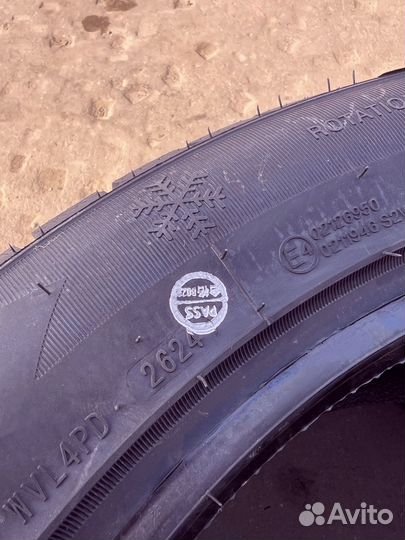 ROTATIO
E4
02126950
0211946 S2W
PASS
2624
WVL4PD
Avito